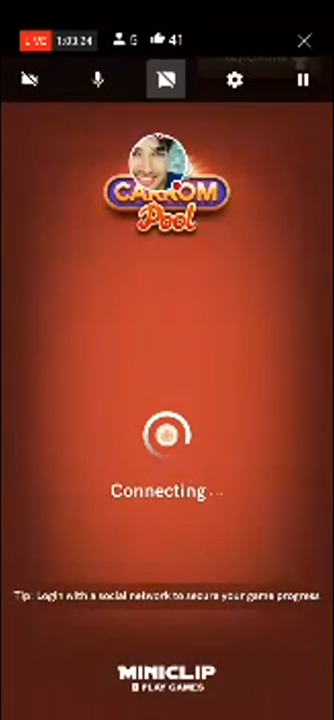 LIVE 1:03:24 5 41
CARROM
Pool
Connecting...
Tip: Login with a social network to secure your game progress
MINICLIP
PLAY GAMES